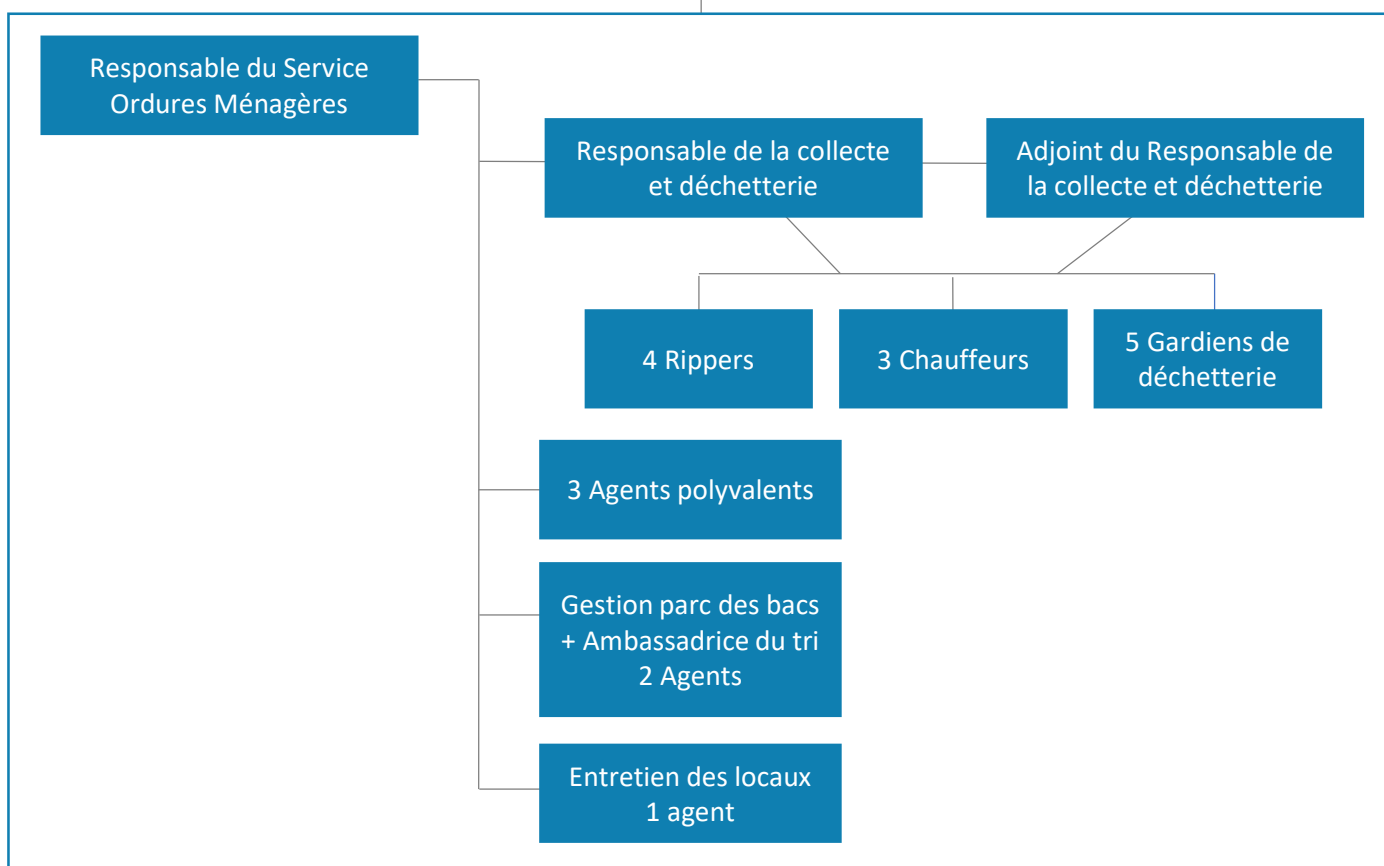 Responsable du Service
Ordures Ménagères
Responsable de la collecte
et déchetterie
Adjoint du Responsable de
la collecte et déchetterie
4 Rippers
3 Chauffeurs
5 Gardiens de
déchetterie
3 Agents polyvalents
Gestion parc des bacs
+ Ambassadrice du tri
2 Agents
Entretien des locaux
1 agent